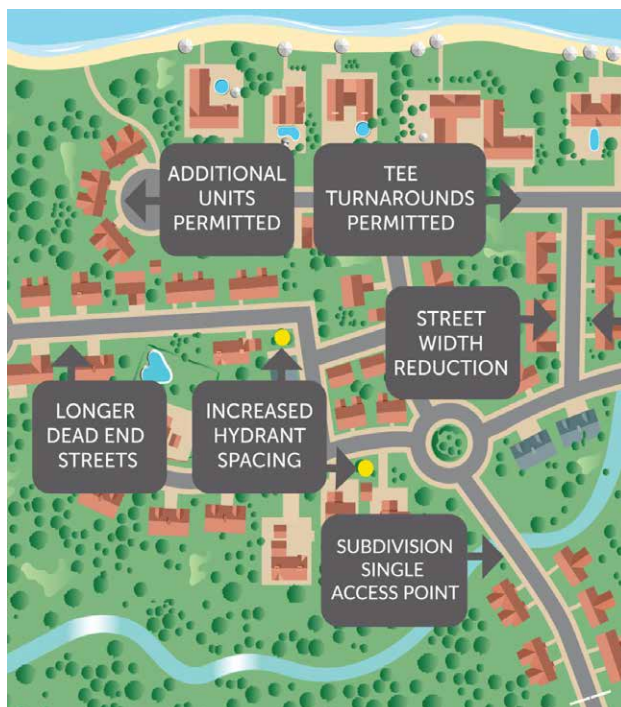 ADDITIONAL
UNITS
PERMITTED
TEE
TURNAROUNDS
PERMITTED
STREET
WIDTH
REDUCTION
LONGER
DEAD END
STREETS
INCREASED
HYDRANT
SPACING
SUBDIVISION
SINGLE
ACCESS POINT